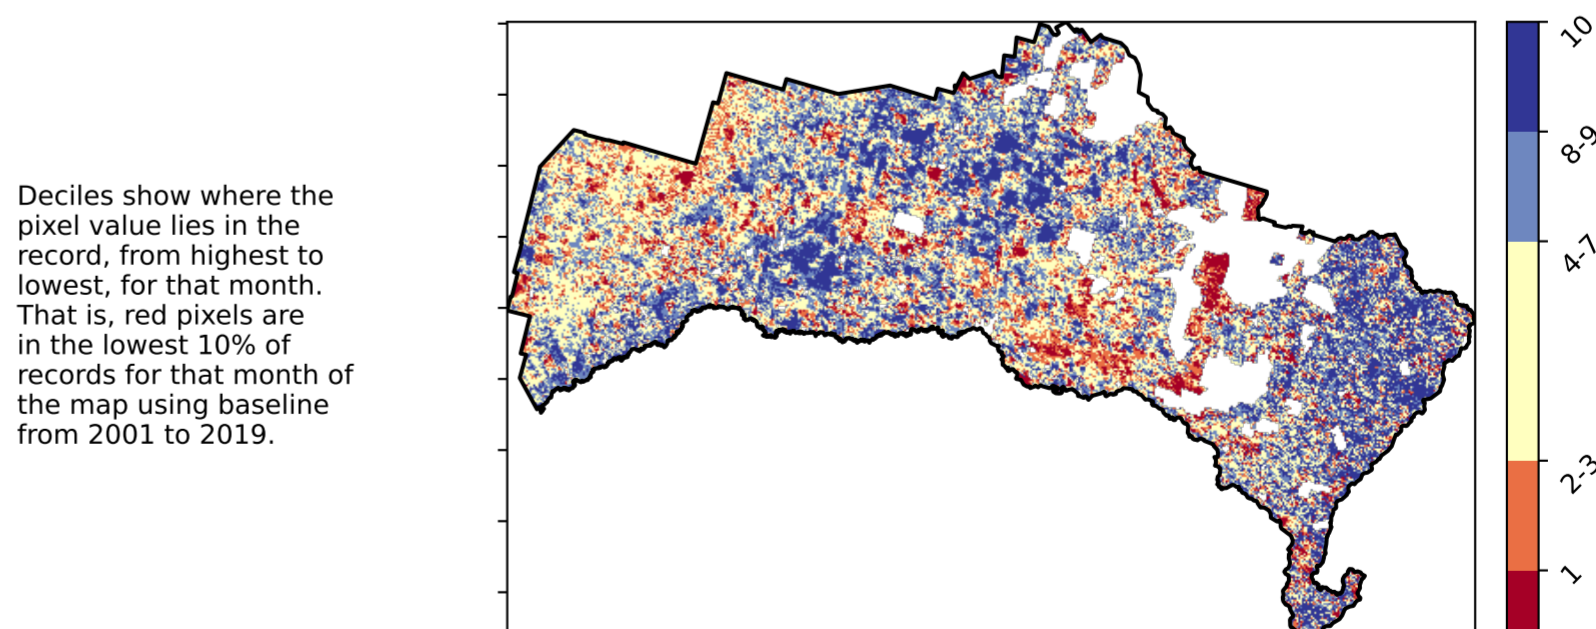 Deciles show where the
pixel value lies in the
record, from highest to
lowest, for that month.
That is, red pixels are
in the lowest 10% of
records for that month of
the map using baseline
from 2001 to 2019.
10
8-9
4-7
2-3
1